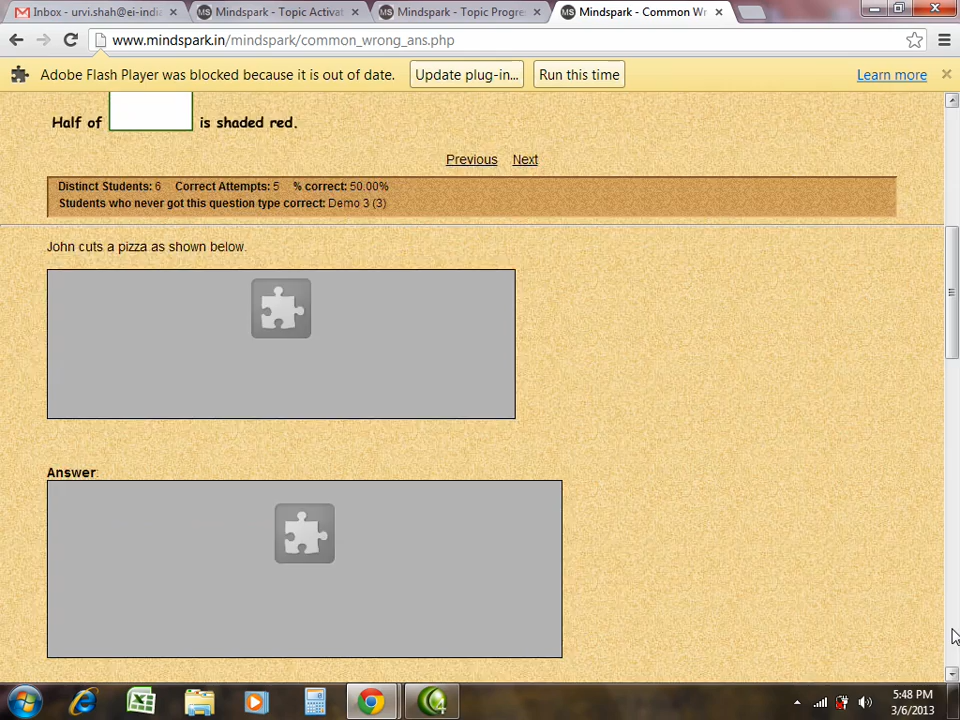 Inbox - urvi.shah@ei-indi
Mindspark - Topic Activat
Mindspark - Topic Progre
Mindspark - Common Wr
www.mindspark.in/mindspark/common_wrong_ans.php
Adobe Flash Player was blocked because it is out of date.
Update plug-in...
Run this time
Learn more
Half of is shaded red.
Previous Next
Distinct Students: 6 Correct Attempts: 5 % correct: 50.00%
Students who never got this question type correct: Demo 3 (3)
John cuts a pizza as shown below.
Answer:
5:48 PM
3/6/2013